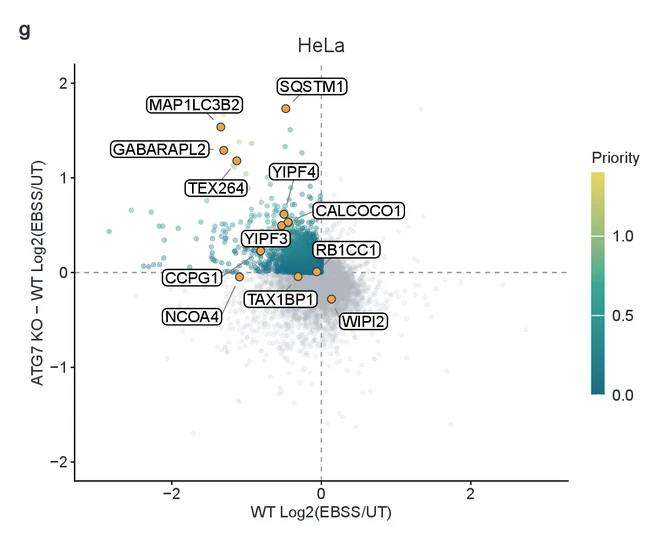 g
HeLa
SQSTM1
MAP1LC3B2
GABARAPL2
TEX264
YIPF4
CALCOCO1
YIPF3
RB1CC1
CCPG1
TAX1BP1
NCOA4
WIPI2
2
1
0
−1
−2
−2
0
2
ATG7 KO − WT Log2(EBSS/UT)
WT Log2(EBSS/UT)
Priority
1.0
0.5
0.0